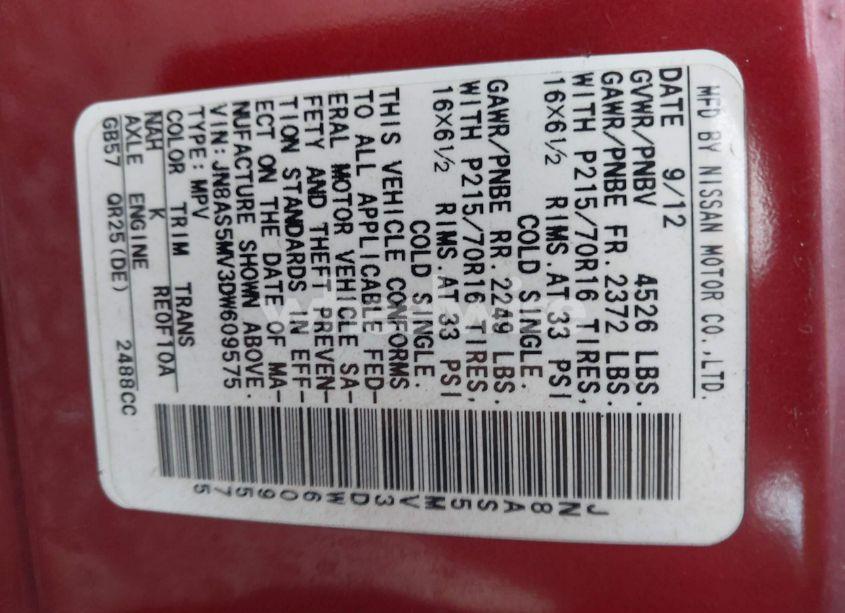 MFD BY NISSAN MOTOR CO.,LTD.
DATE 9/12
GVWR/PNBV 4526 LBS.
GAWR/PNBE FR. 2372 LBS.
WITH P215/70R16 TIRES,
16X6½ RIMS.AT 33 PSI
COLD SINGLE.
GAWR/PNBE RR. 2249 LBS.
WITH P215/70R16 TIRES,
16X6½ RIMS.AT 33 PSI
COLD SINGLE.
THIS VEHICLE CONFORMS
TO ALL APPLICABLE FED-
ERAL MOTOR VEHICLE SA-
FETY AND THEFT PREVEN-
TION STANDARDS IN EFF-
ECT ON THE DATE OF MA-
NUFACTURE SHOWN ABOVE.
VIN:JN8AS5MV3DW609575
TYPE:MPV
COLOR TRIM TRANS
NAH K RE0F10A
AXLE ENGINE
GB57 QR25(DE) 2488CC
JN8AS5MV3DW609575